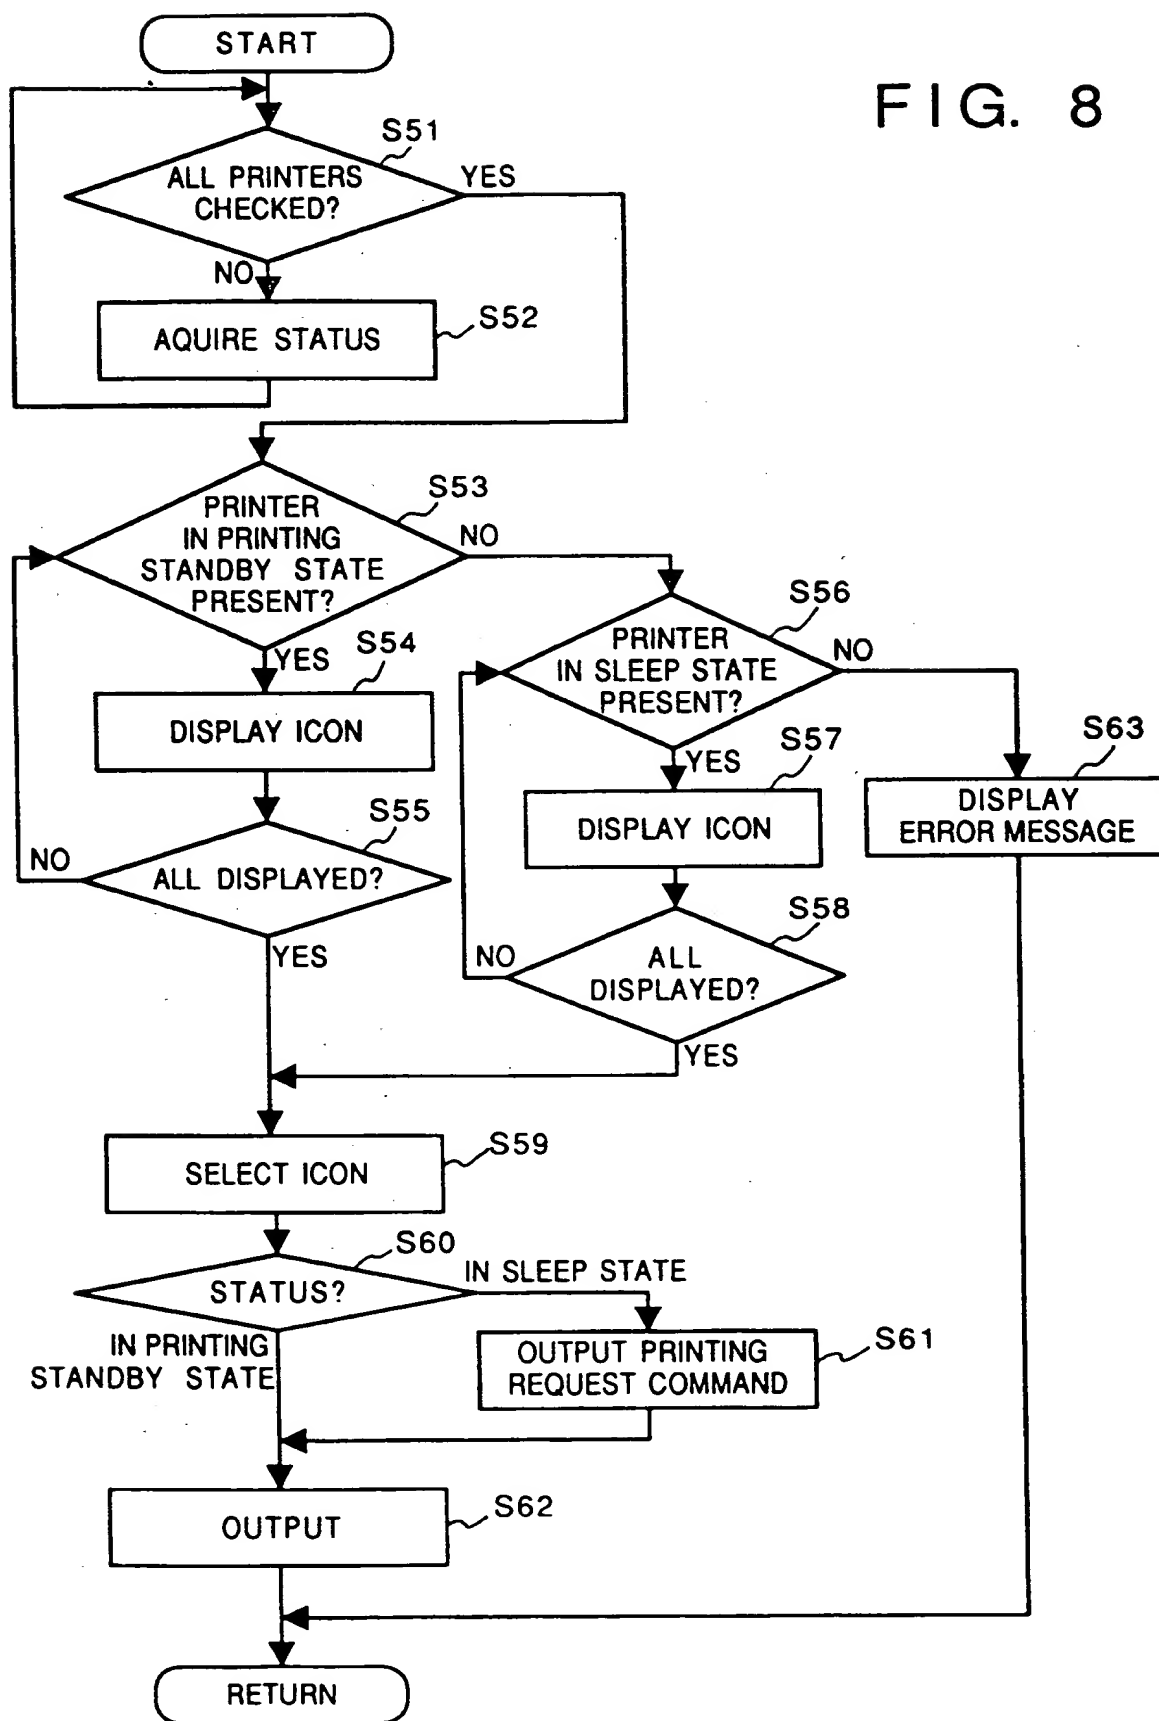 START
FIG. 8
S51
ALL PRINTERS
CHECKED?
YES
NO
S52
AQUIRE STATUS
S53
PRINTER
IN PRINTING
STANDBY STATE
PRESENT?
NO
YES
S54
DISPLAY ICON
S55
ALL DISPLAYED?
NO
YES
S56
PRINTER
IN SLEEP STATE
PRESENT?
NO
YES
S57
DISPLAY ICON
S63
DISPLAY
ERROR MESSAGE
S58
ALL
DISPLAYED?
NO
YES
S59
SELECT ICON
S60
STATUS?
IN SLEEP STATE
IN PRINTING
STANDBY STATE
S61
OUTPUT PRINTING
REQUEST COMMAND
S62
OUTPUT
RETURN